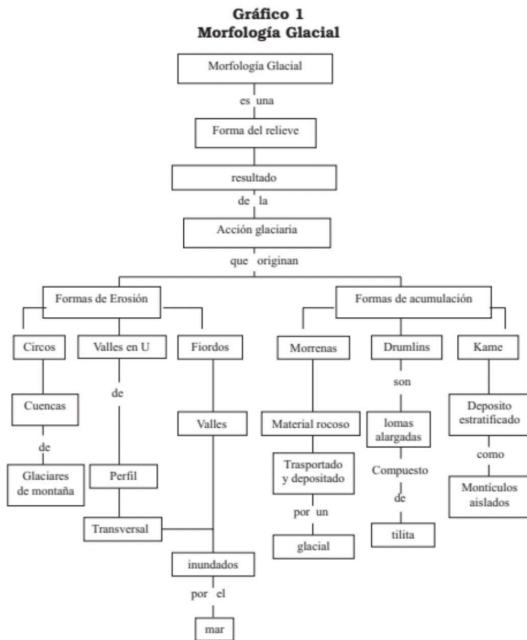 Gráfico 1
Morfología Glacial
Morfología Glacial
es una
Forma del relieve
resultado
de la
Acción glaciaria
que originan
Formas de Erosión
Formas de acumulación
Circos
Valles en U
Fiordos
Morrenas
Drumlins
Kame
Cuencas
de
Glaciares
de montaña
de
Perfil
Transversal
Valles
inundados
por el
mar
Material rocoso
Trasportado
y depositado
por un
glacial
son
lomas
alargadas
Compuesto
de
tilita
Deposito
estratificado
como
Montículos
aislados